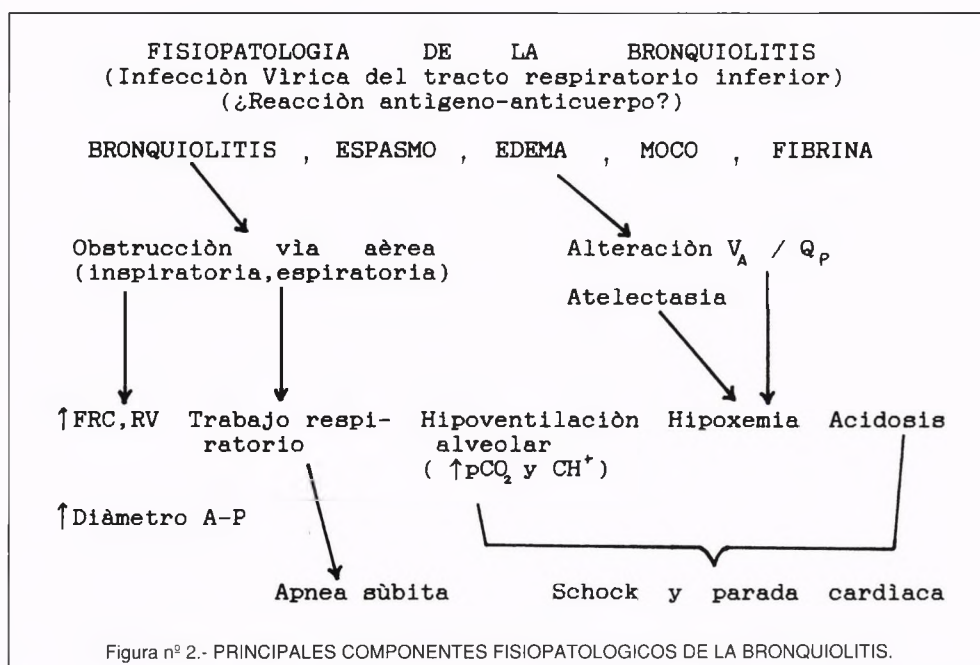 FISIOPATOLOGIA DE LA BRONQUIOLITIS
(Infecciòn Vìrica del tracto respiratorio inferior)
(¿Reacciòn antìgeno-anticuerpo?)
BRONQUIOLITIS , ESPASMO , EDEMA , MOCO , FIBRINA
Obstrucciòn vìa aèrea
(inspiratoria,espiratoria)
Alteraciòn V_A / Q_P
Atelectasia
↑FRC,RV Trabajo respi- Hipoventilaciòn Hipoxemia Acidosis
ratorio alveolar
( ↑pCO₂ y CH⁺)
↑Diàmetro A-P
Apnea sùbita Schock y parada cardìaca
Figura nº 2.- PRINCIPALES COMPONENTES FISIOPATOLOGICOS DE LA BRONQUIOLITIS.